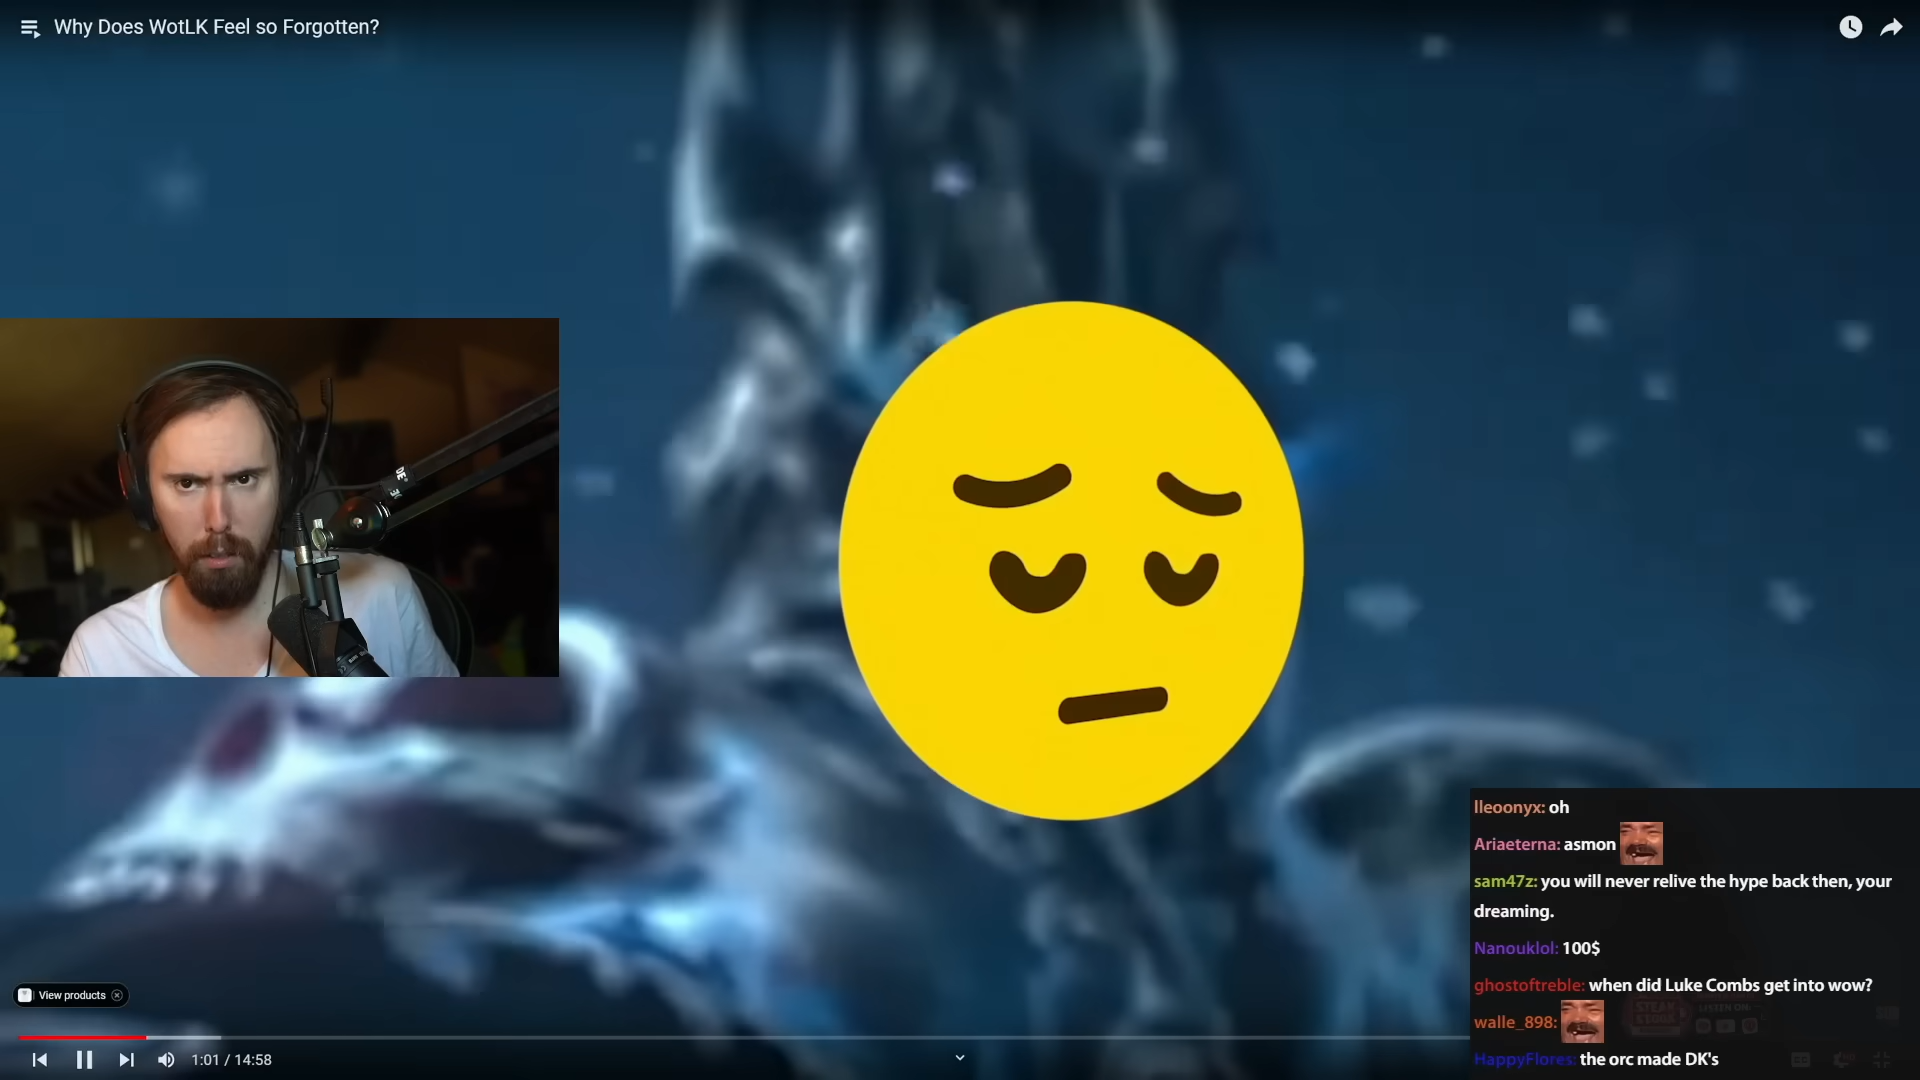 Why Does WotLK Feel so Forgotten?
lleoonyx: oh
Ariaeterna: asmon
sam47z: you will never relive the hype back then, your
dreaming.
Nanouklol: 100$
ghostoftreble: when did Luke Combs get into wow?
walle_898:
HappyFlores: the orc made DK's
View products
1:01 / 14:58
LISTEN ON: